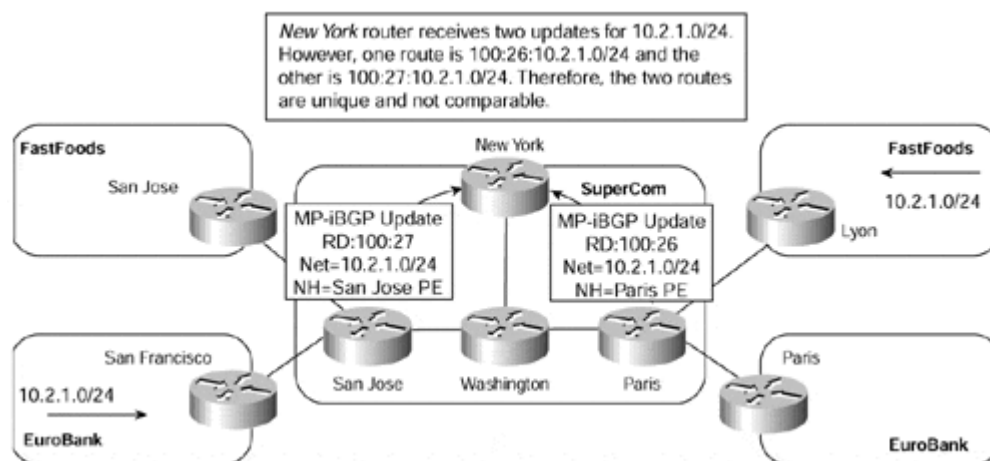 New York router receives two updates for 10.2.1.0/24.
However, one route is 100:26:10.2.1.0/24 and the
other is 100:27:10.2.1.0/24. Therefore, the two routes
are unique and not comparable.
FastFoods
San Jose
New York
SuperCom
FastFoods
10.2.1.0/24
Lyon
MP-iBGP Update
RD:100:27
Net=10.2.1.0/24
NH=San Jose PE
MP-iBGP Update
RD:100:26
Net=10.2.1.0/24
NH=Paris PE
San Francisco
10.2.1.0/24
EuroBank
San Jose
Washington
Paris
Paris
EuroBank